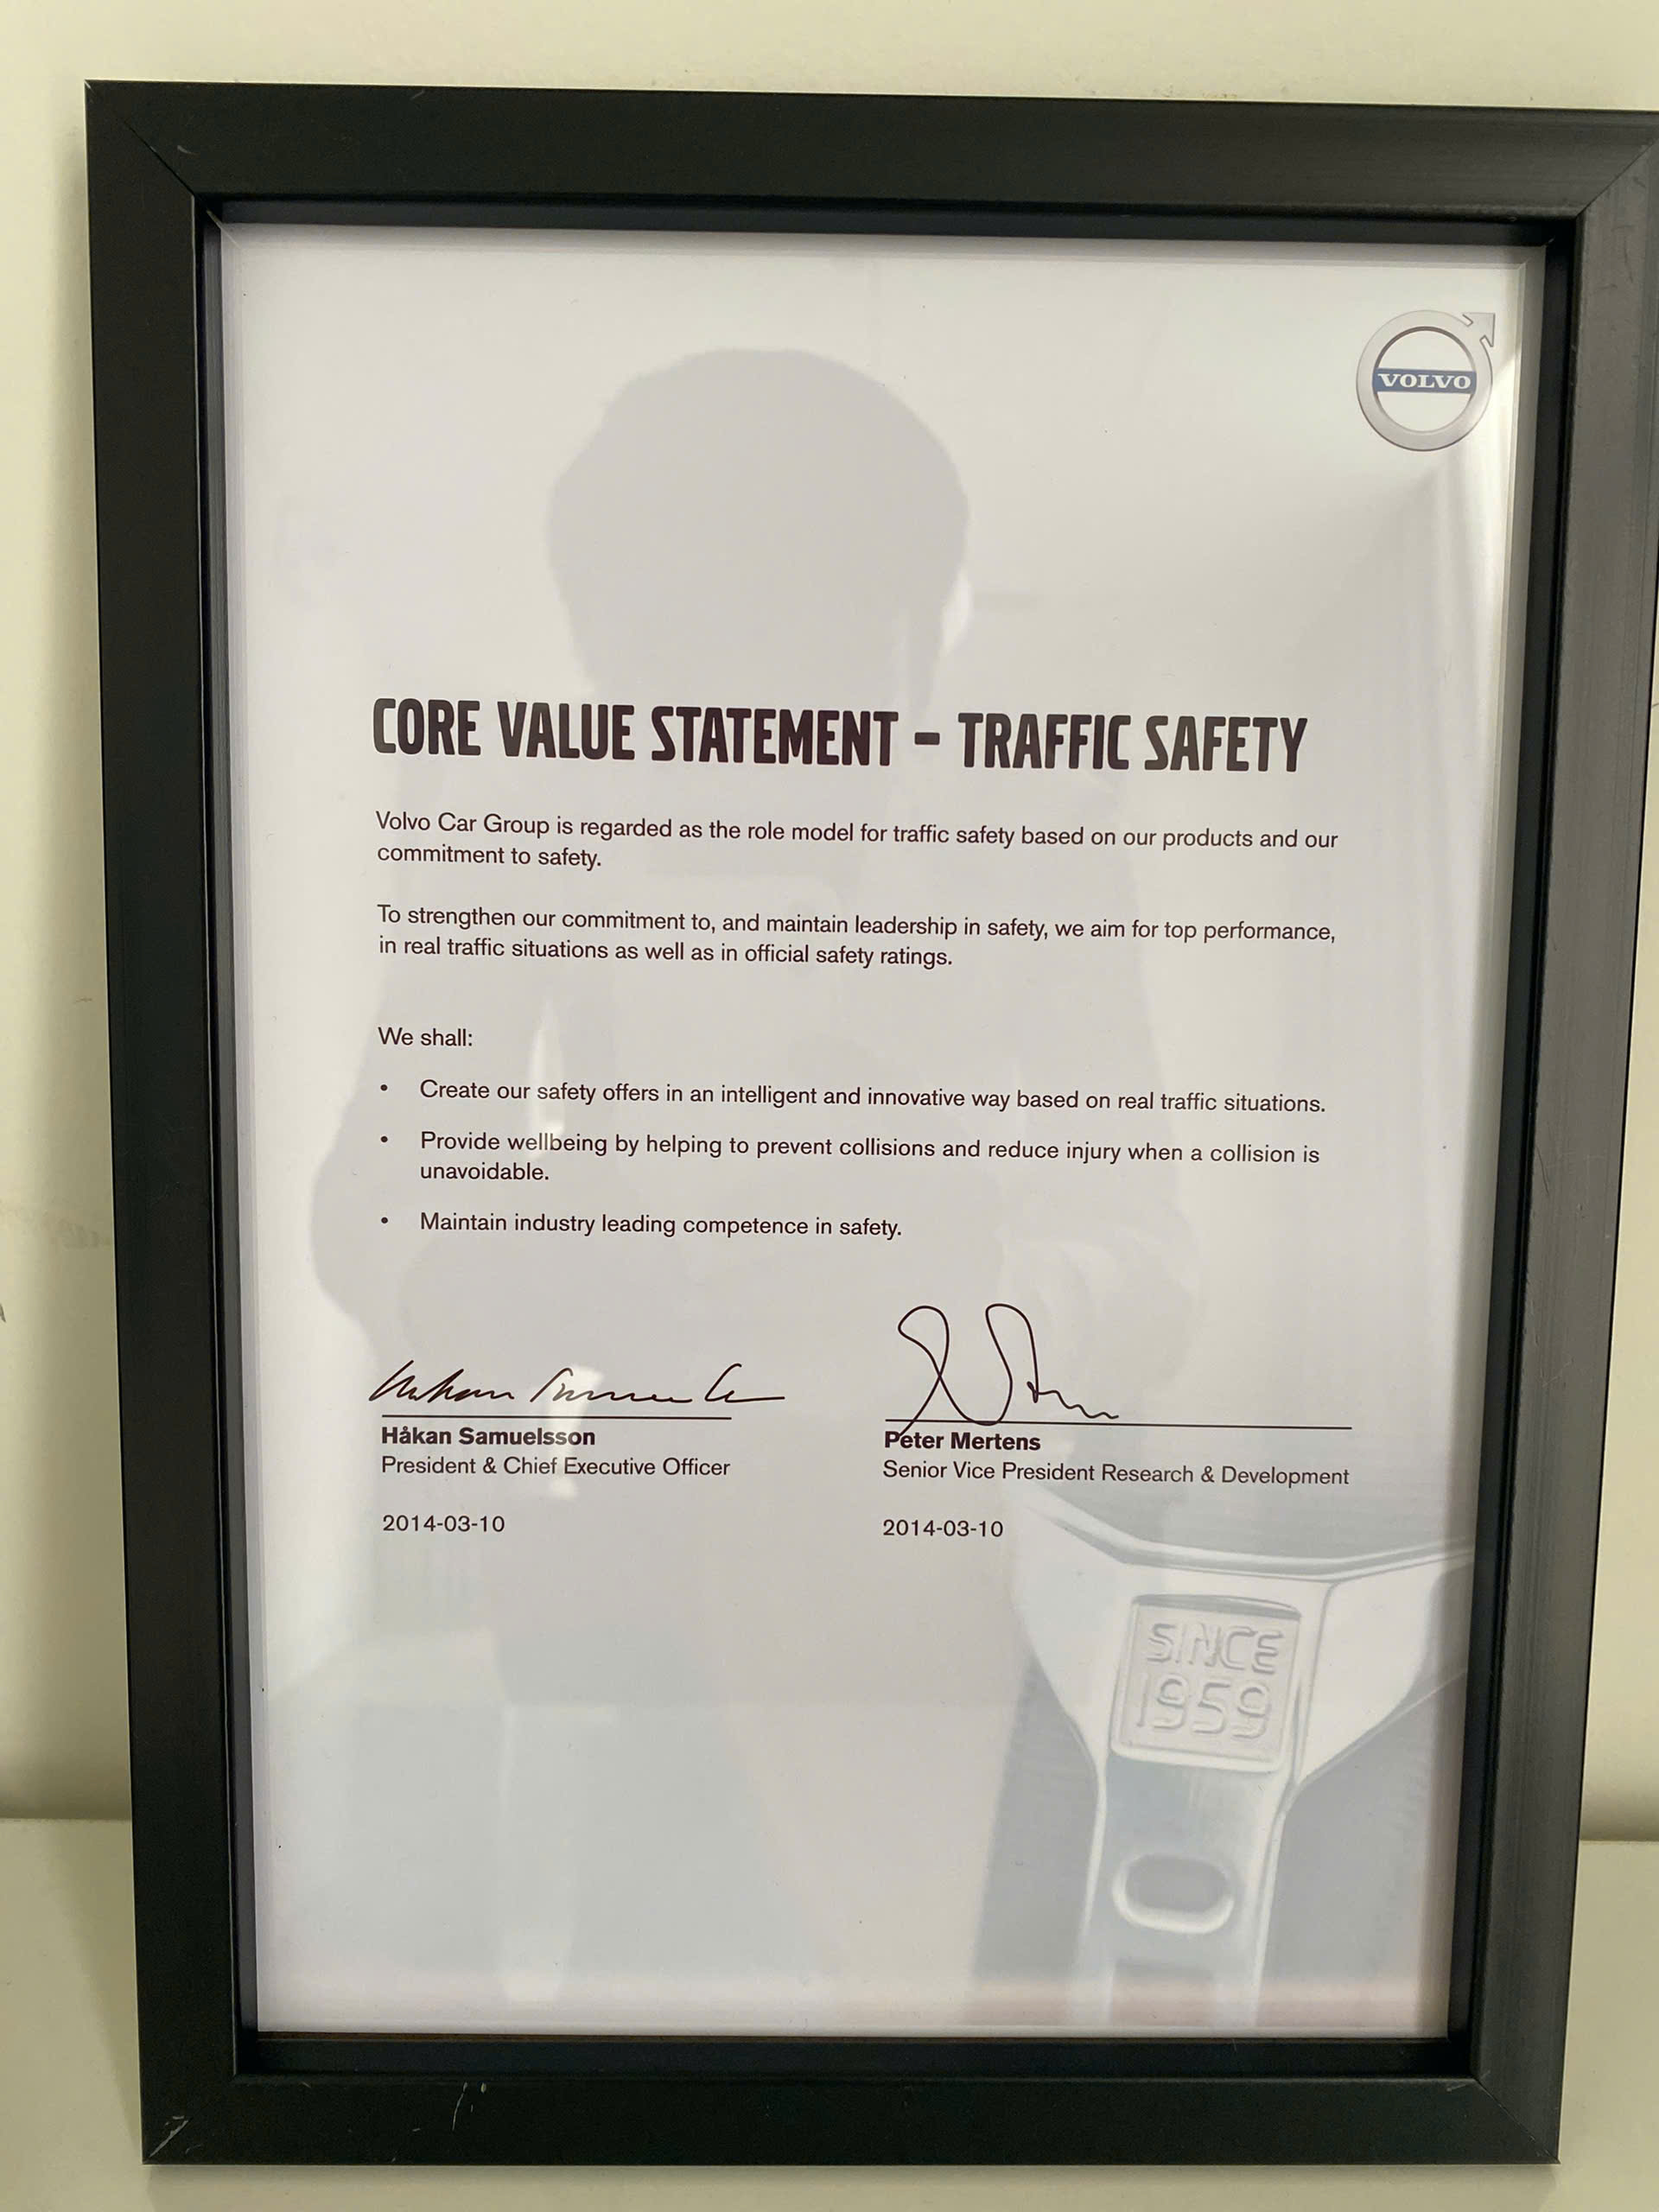 VOLVO
CORE VALUE STATEMENT – TRAFFIC SAFETY
Volvo Car Group is regarded as the role model for traffic safety based on our products and our
commitment to safety.
To strengthen our commitment to, and maintain leadership in safety, we aim for top performance,
in real traffic situations as well as in official safety ratings.
We shall:
• Create our safety offers in an intelligent and innovative way based on real traffic situations.
• Provide wellbeing by helping to prevent collisions and reduce injury when a collision is
unavoidable.
• Maintain industry leading competence in safety.
Håkan Samuelsson
President & Chief Executive Officer
2014-03-10
Peter Mertens
Senior Vice President Research & Development
2014-03-10
SINCE
1959